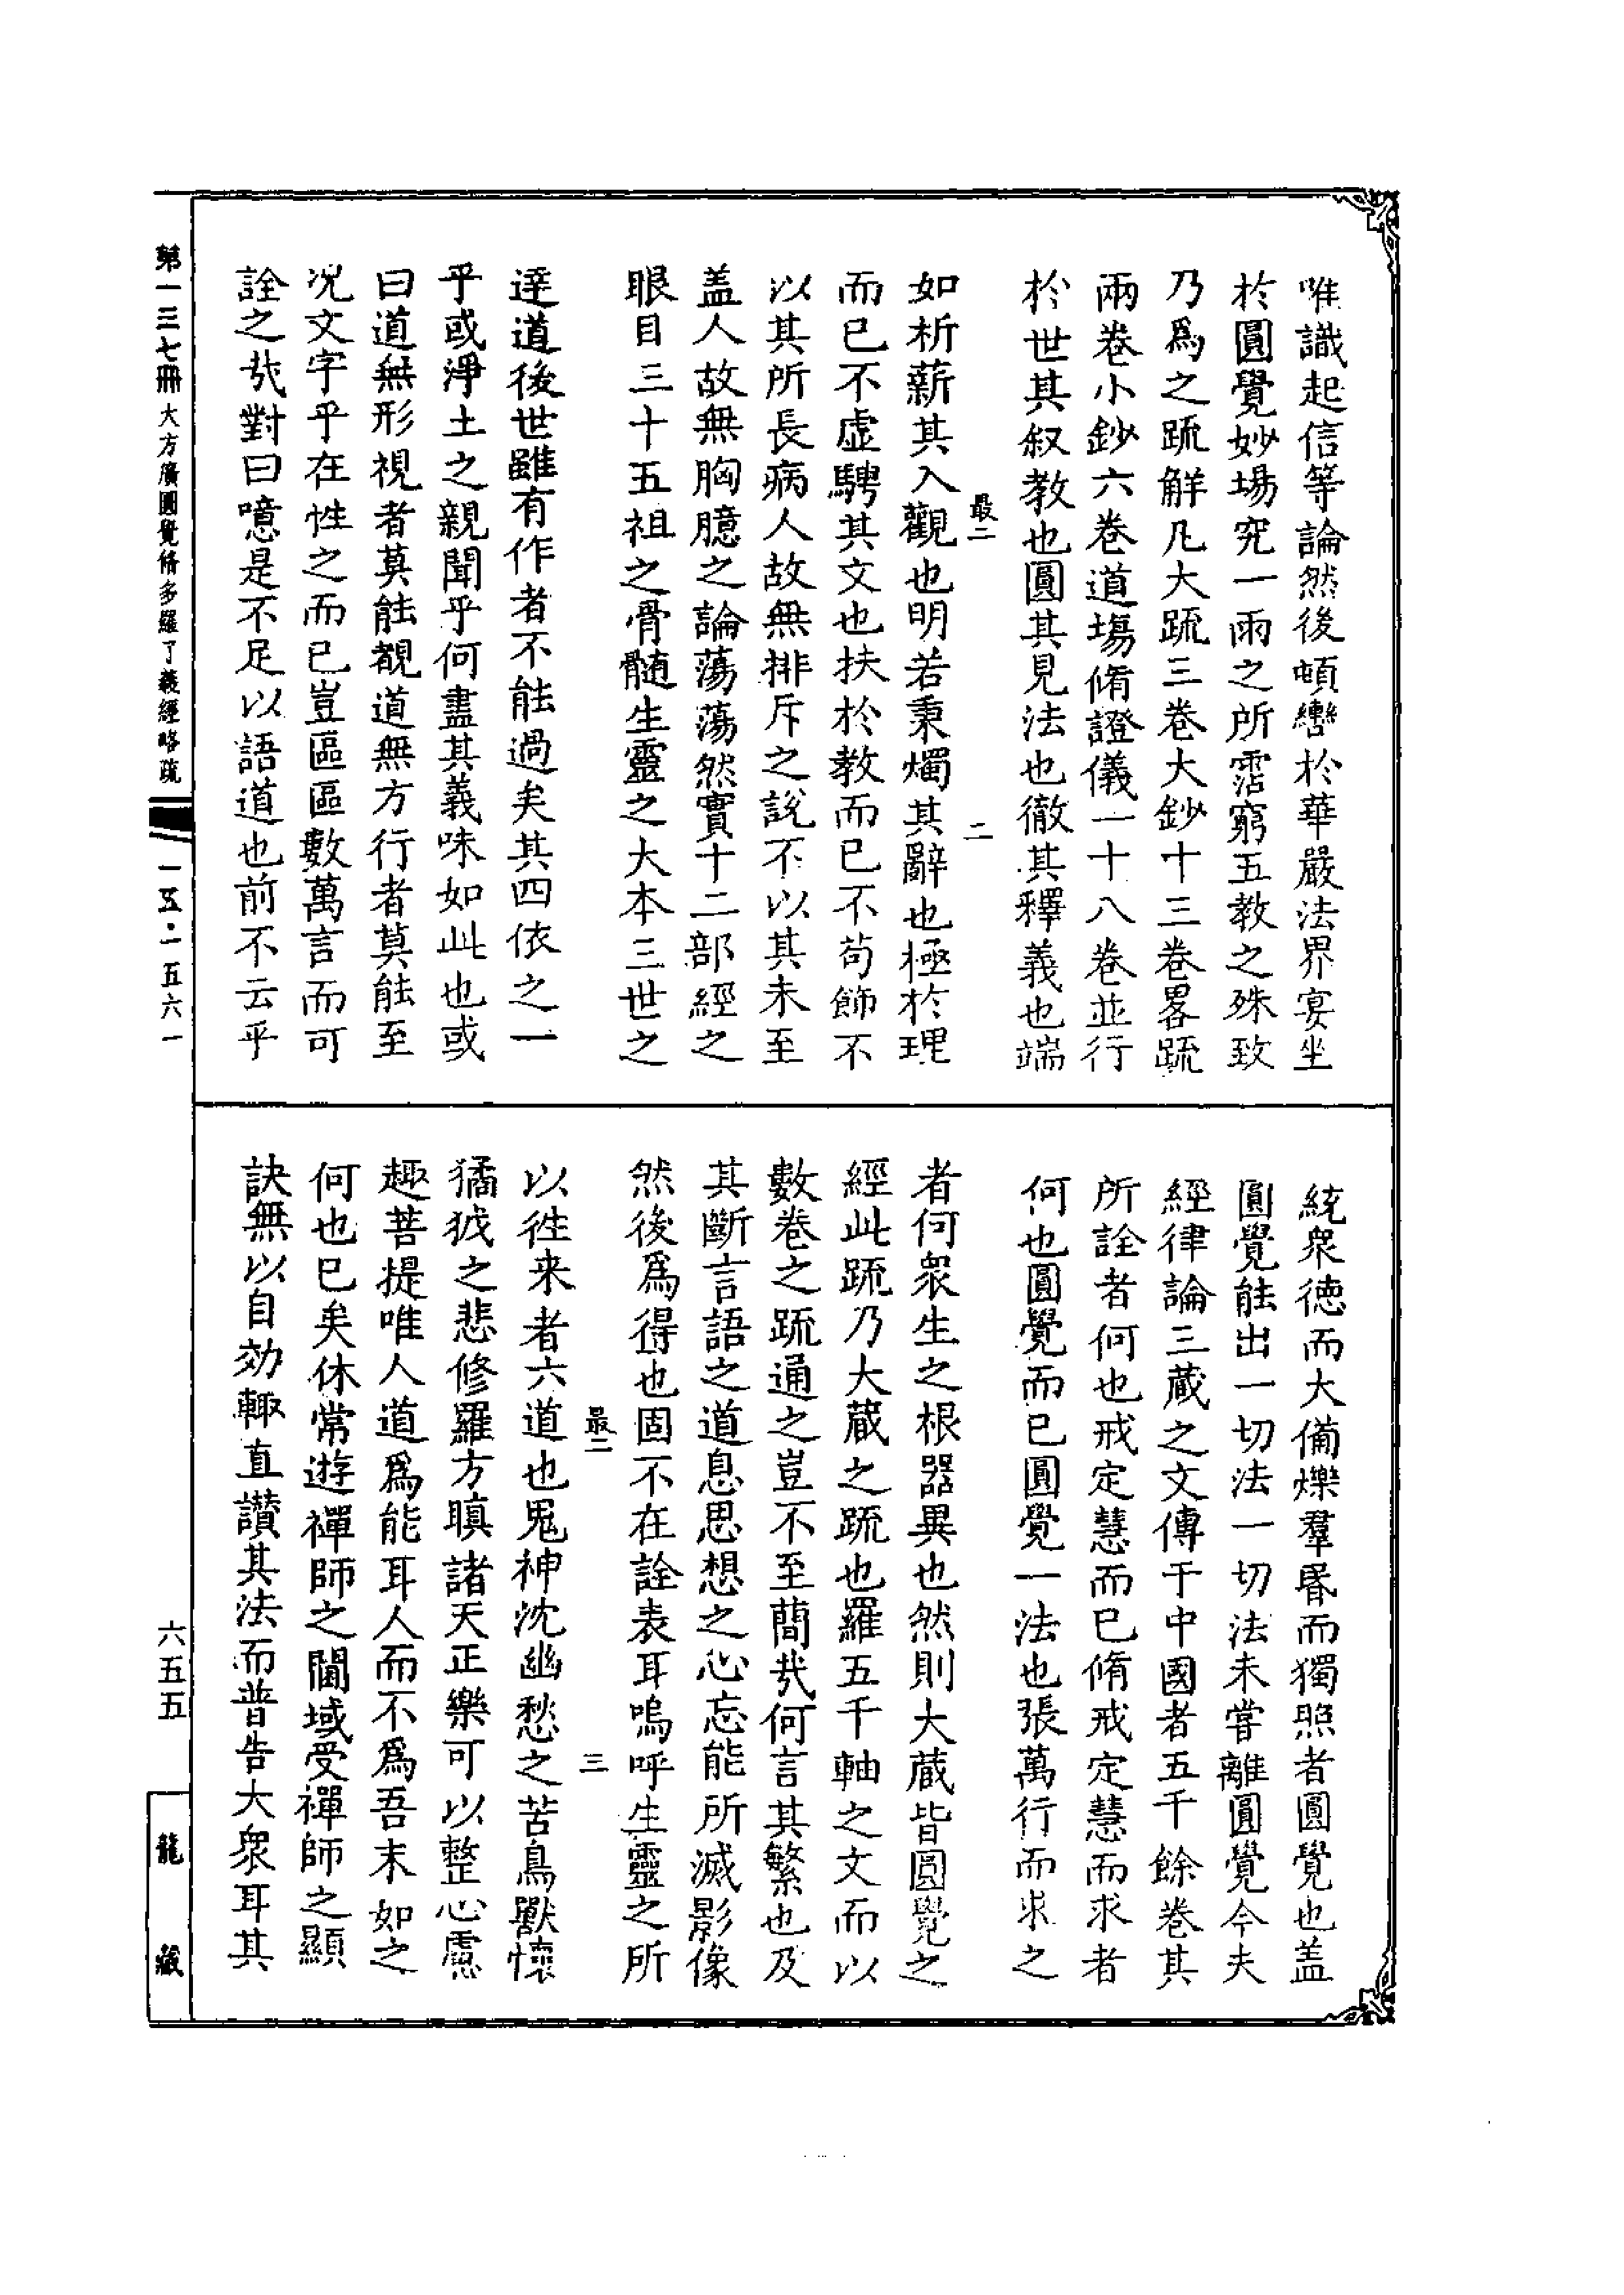 唯識起信等論然後頓轡於華嚴法界宴坐
於圓覺妙場究一雨之所霑窮五教之殊致
乃爲之䟽解凡大䟽三卷大鈔十三卷畧䟽
兩卷小鈔六卷道塲脩證儀一十八卷並行
於世其叙教也圓其見法也徹其釋義也端
最二
二
如析薪其入觀也明若秉燭其辭也極於理
而已不虛騁其文也扶於教而已不苟飾不
以其所長病人故無排斥之說不以其未至
盖人故無胸臆之論蕩蕩然實十二部經之
眼目三十五祖之骨髄生靈之大本三世之
達道後世雖有作者不能過矣其四依之一
乎或淨土之親聞乎何盡其義味如此也或
曰道無形視者莫能覩道無方行者莫能至
况文字乎在性之而已豈區區數萬言而可
詮之㢤對曰噫是不足以語道也前不云乎
統衆德而大備爍羣昬而獨照者圓覺也盖
圓覺能出一切法一切法未甞離圓覺今夫
經律論三藏之文傳于中國者五千餘卷其
所詮者何也戒定慧而已脩戒定慧而求者
何也圓覺而已圓覺一法也張萬行而求之
者何衆生之根器異也然則大藏皆圓覺之
經此䟽乃大藏之䟽也羅五千軸之文而以
數卷之䟽通之豈不至蕳㢤何言其繁也及
其斷言語之道息思想之心忘能所滅影像
然後爲得也固不在詮表耳嗚呼生靈之所
最二
三
以徃来者六道也鬼神沈幽愁之苦鳥獸懷
獝狘之悲修羅方瞋諸天正樂可以整心慮
趣菩提唯人道爲能耳人而不爲吾末如之
何也已矣休常遊禪師之閫域受禪師之顯
訣無以自効輙直讚其法而普告大衆耳其
第一三七冊 大方廣圓覺脩多羅了義經略疏
一五·一五六一
六五五
龍藏